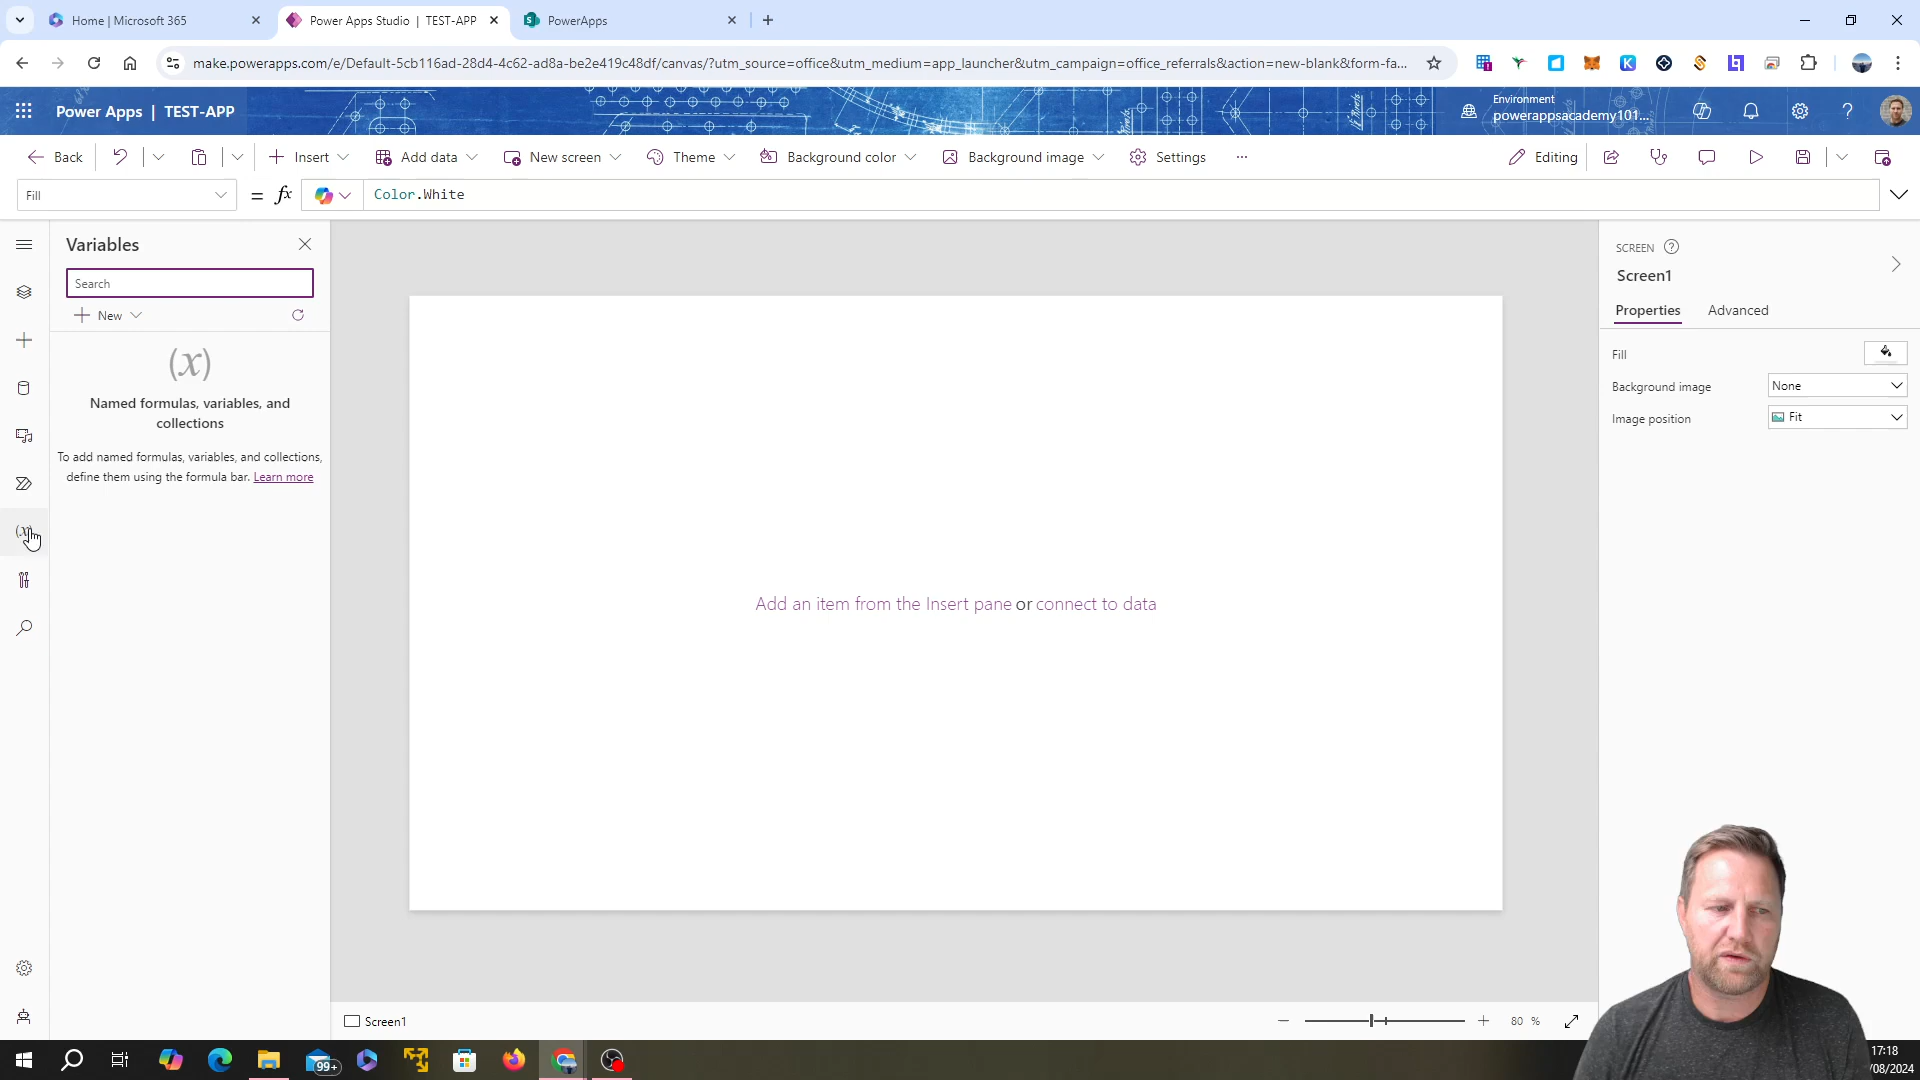 Home | Microsoft 365
Power Apps Studio | TEST-APP
PowerApps
make.powerapps.com/e/Default-5cb116ad-28d4-4c62-ad8a-be2e419c48df/canvas/?utm_source=office&utm_medium=app_launcher&utm_campaign=office_referrals&action=new-blank&form-fa...
Power Apps | TEST-APP
Environment
powerappsacademy101...
Back
Insert
Add data
New screen
Theme
Background color
Background image
Settings
Editing
Fill
= fx
Color.White
Variables
Search
New
(x)
Named formulas, variables, and
collections
To add named formulas, variables, and collections,
define them using the formula bar. Learn more
Add an item from the Insert pane or connect to data
SCREEN
Screen1
Properties
Advanced
Fill
Background image
None
Image position
Fit
Screen1
80 %
99+
17:18
/08/2024